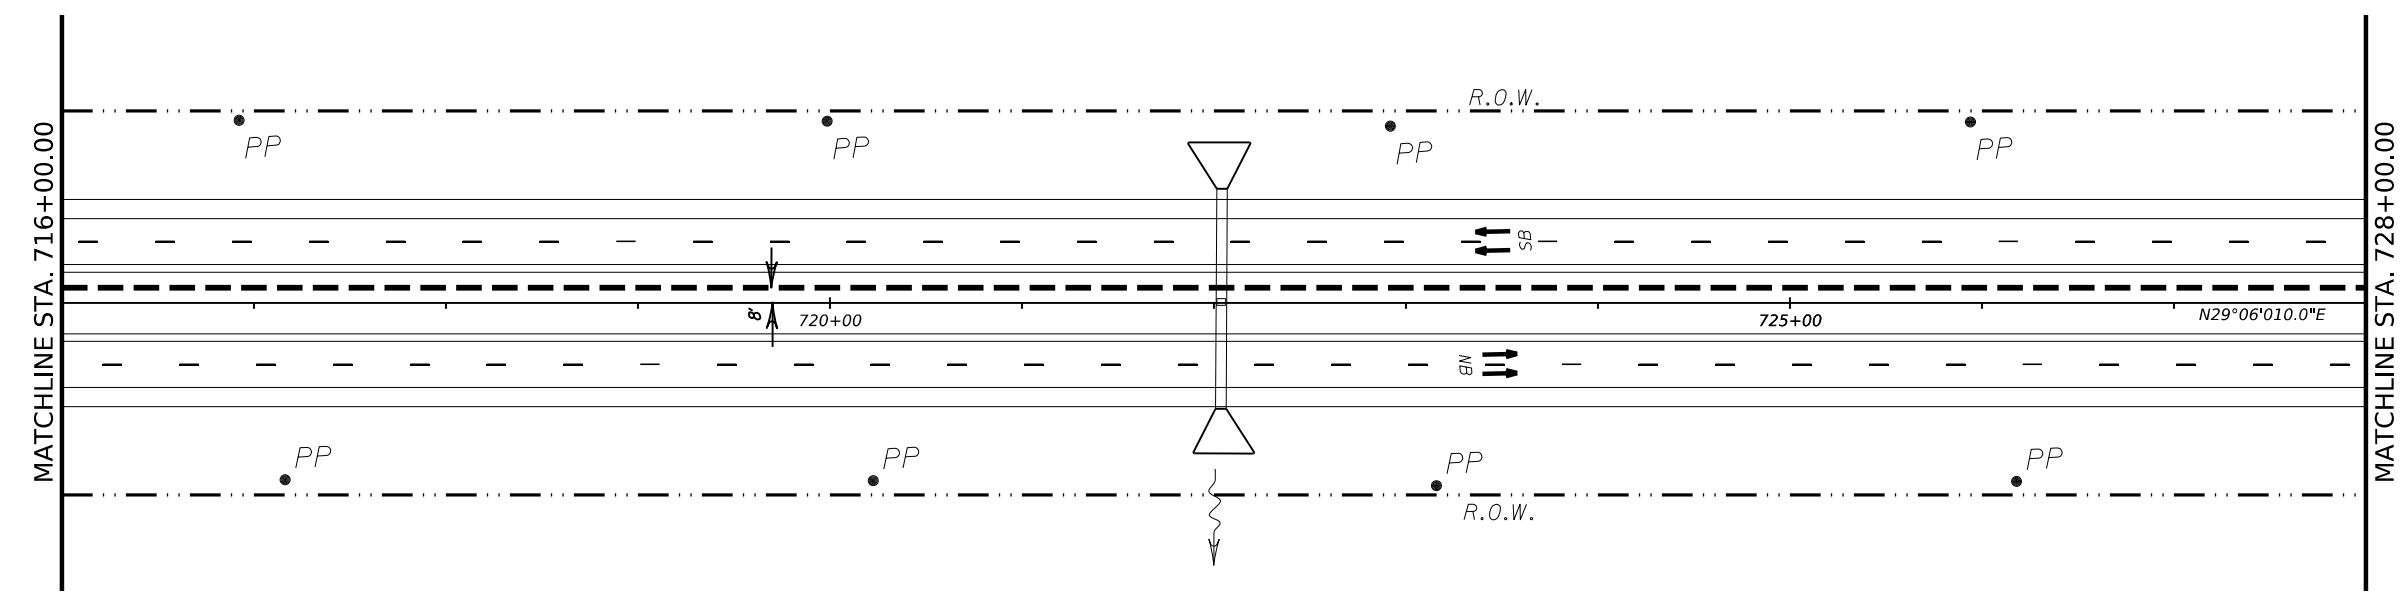 MATCHLINE STA. 716+00.00
R.O.W.
PP
PP
PP
PP
SB
8'
720+00
725+00
N29°06'010.0"E
NB
PP
PP
PP
PP
R.O.W.
MATCHLINE STA. 728+00.00